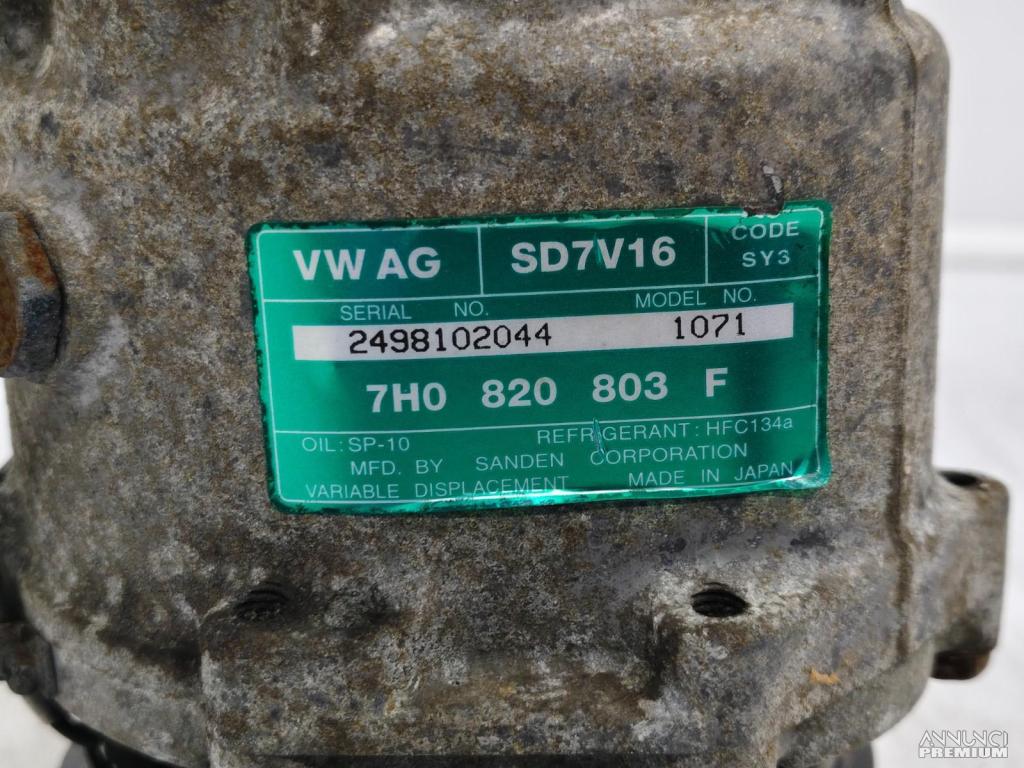 VW AG SD7V16 CODE SY3
SERIAL NO. MODEL NO.
2498102044 1071
7H0 820 803 F
OIL: SP-10 REFRIGERANT: HFC134a
MFD. BY SANDEN CORPORATION
VARIABLE DISPLACEMENT MADE IN JAPAN
ANNUNCI
PREMIUM